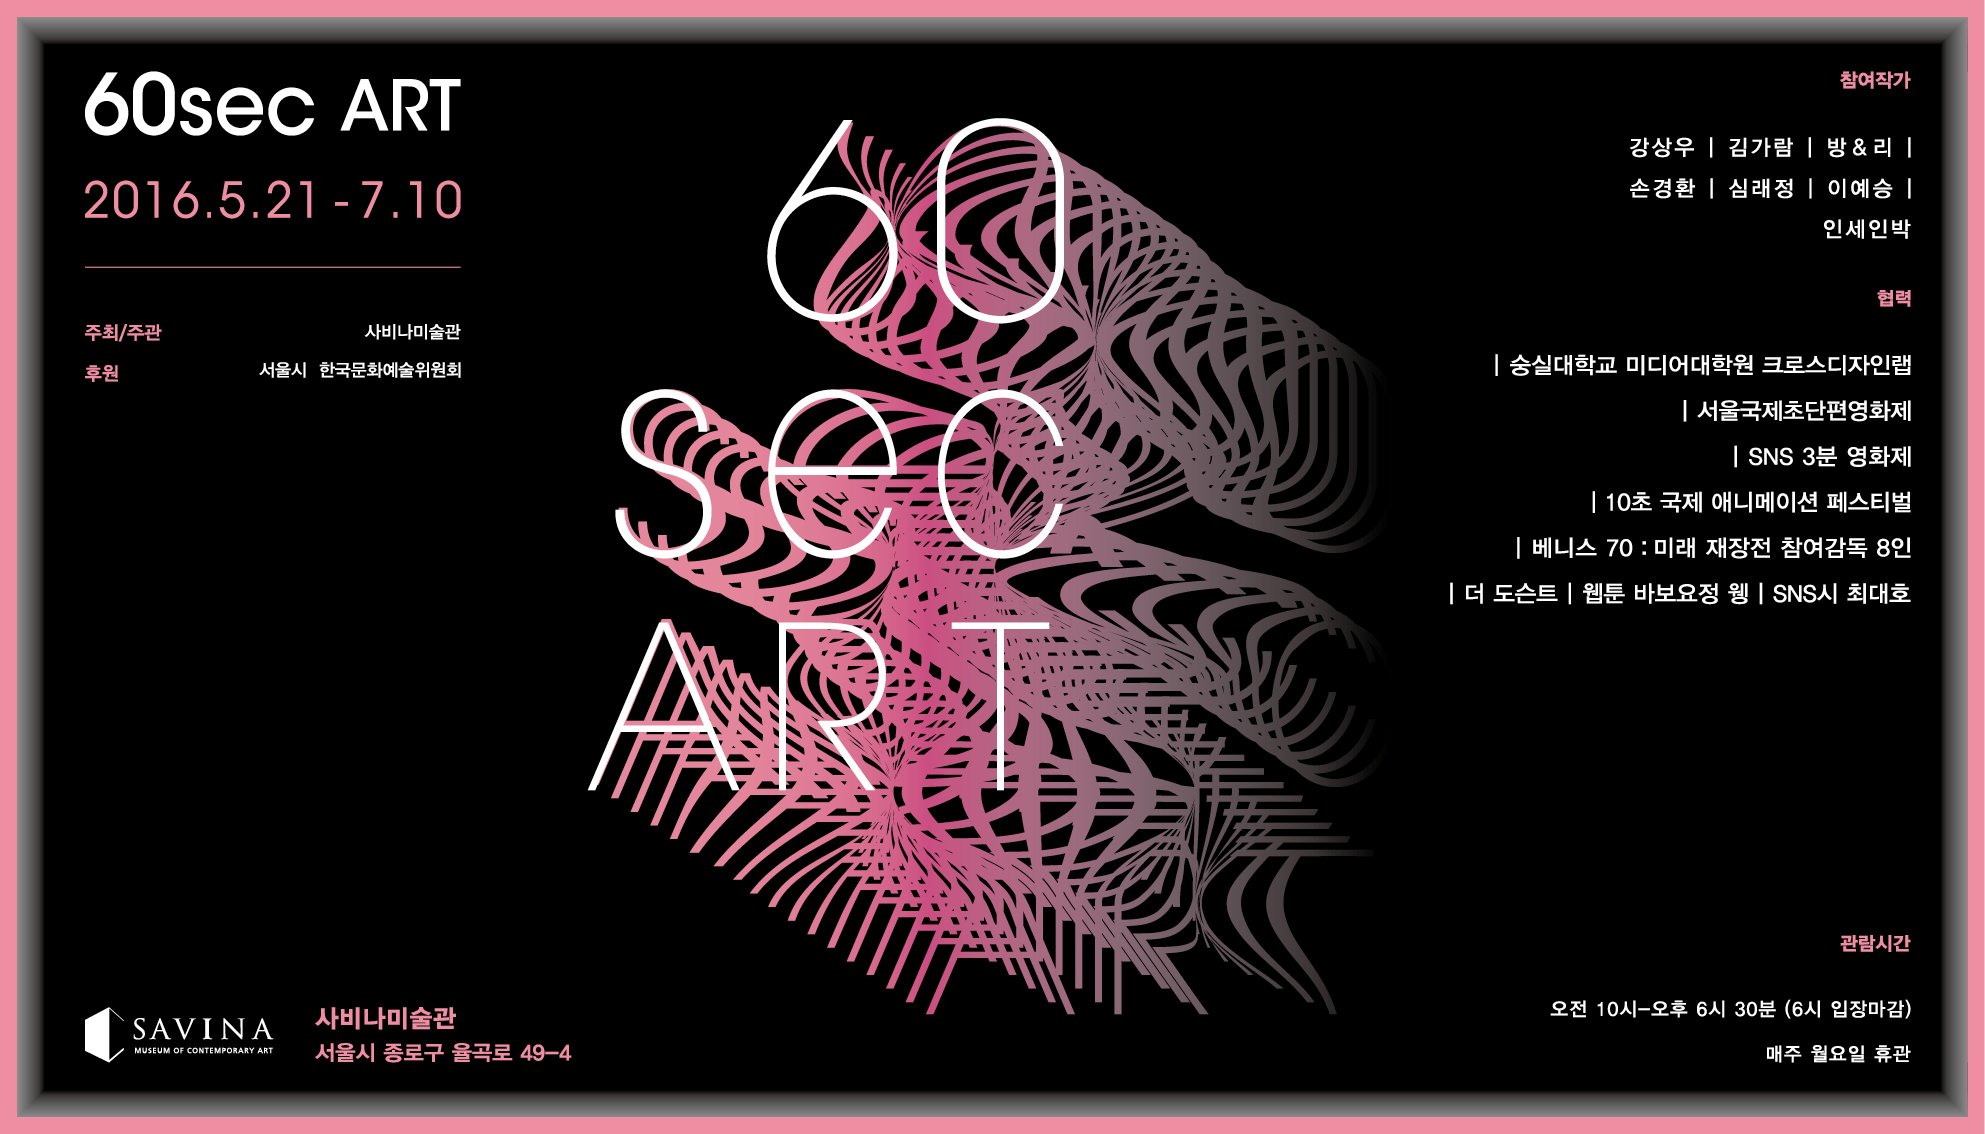 60sec ART
2016.5.21 - 7.10
주최/주관 사비나미술관
후원 서울시 한국문화예술위원회
60
sec
ART
참여작가
강상우 | 김가람 | 방 & 리 |
손경환 | 심래정 | 이예승 |
인세인박
협력
| 숭실대학교 미디어대학원 크로스디자인랩
| 서울국제초단편영화제
| SNS 3분 영화제
| 10초 국제 애니메이션 페스티벌
| 베니스 70 : 미래 재장전 참여감독 8인
| 더 도슨트 | 웹툰 바보요정 웽 | SNS시 최대호
관람시간
오전 10시-오후 6시 30분 (6시 입장마감)
매주 월요일 휴관
SAVINA
MUSEUM OF CONTEMPORARY ART
사비나미술관
서울시 종로구 율곡로 49-4